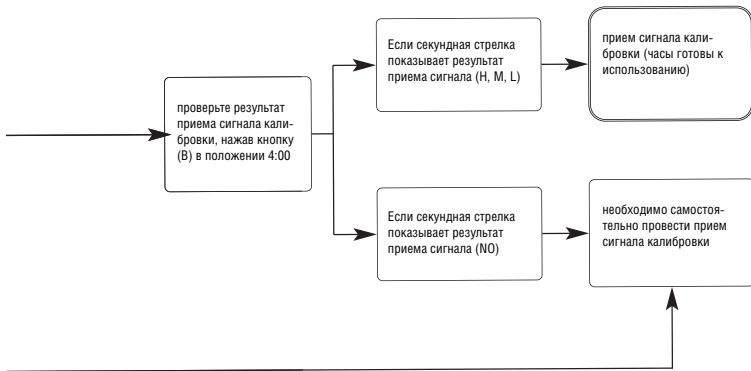 проверьте результат
приема сигнала кали-
бровки, нажав кнопку
(B) в положении 4:00
Если секундная стрелка
показывает результат
приема сигнала (H, M, L)
прием сигнала кали-
бровки (часы готовы к
использованию)
Если секундная стрелка
показывает результат
приема сигнала (NO)
необходимо самостоя-
тельно провести прием
сигнала калибровки